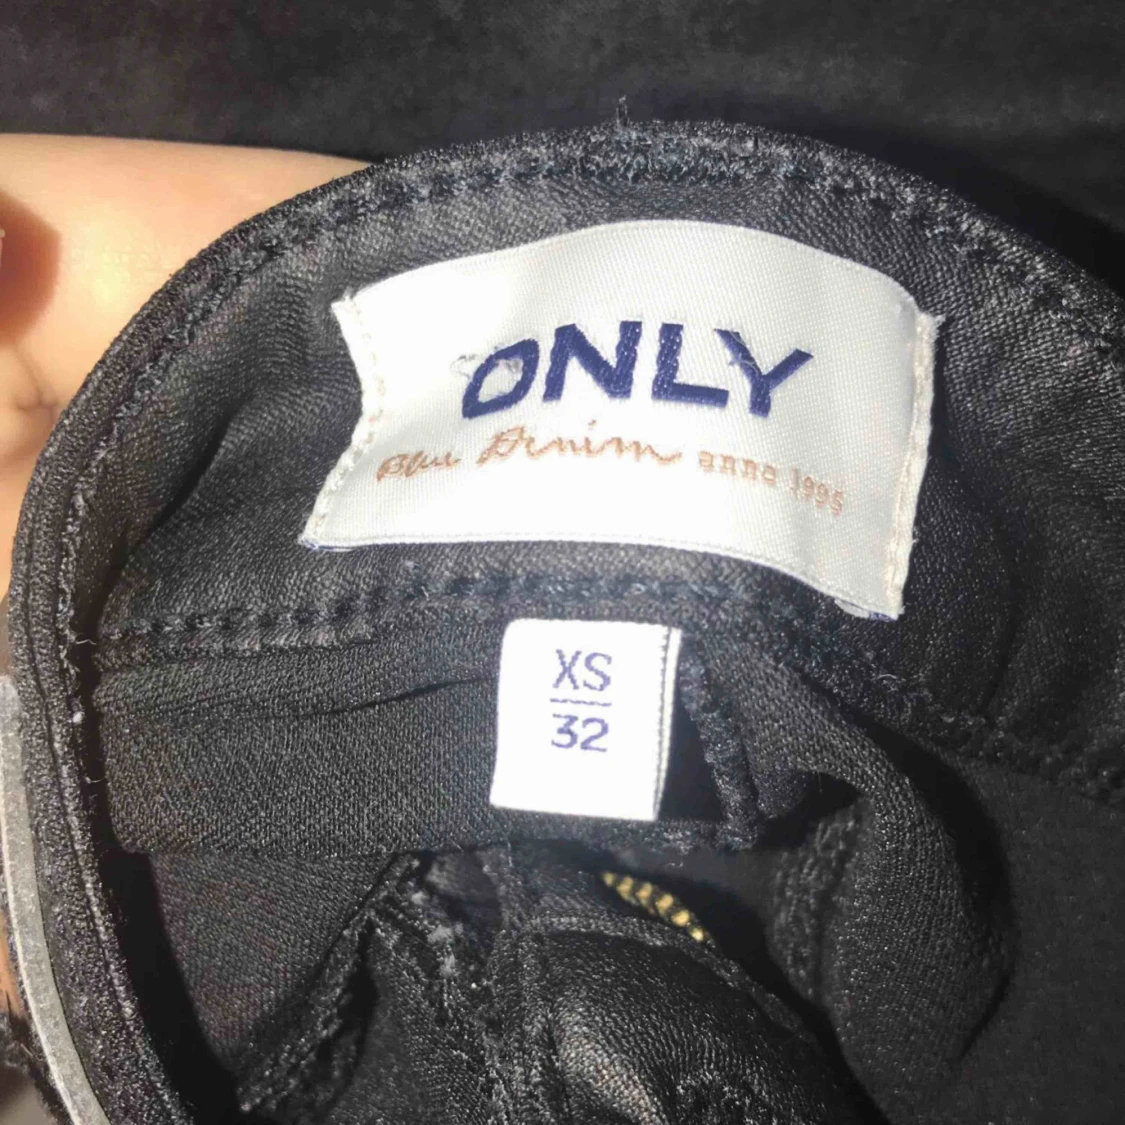 ONLY
Blue Denim anno 1995
XS
32